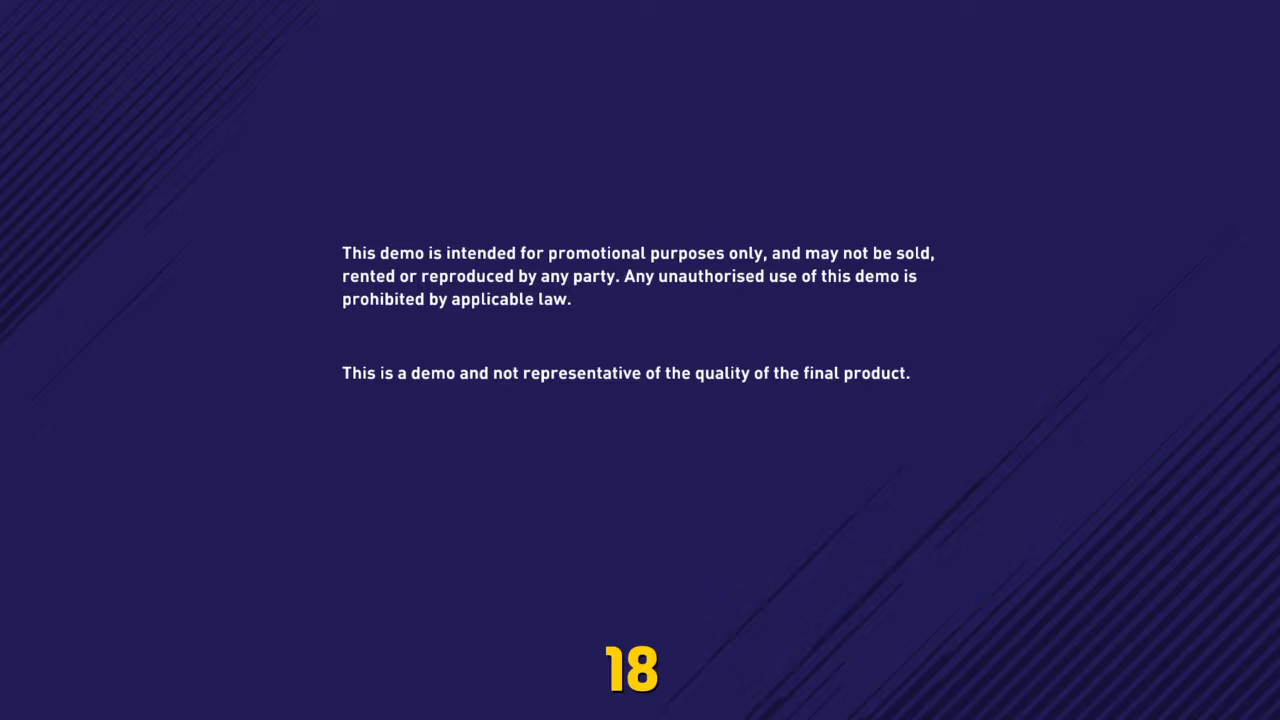 This demo is intended for promotional purposes only, and may not be sold,
rented or reproduced by any party. Any unauthorised use of this demo is
prohibited by applicable law.
This is a demo and not representative of the quality of the final product.
18